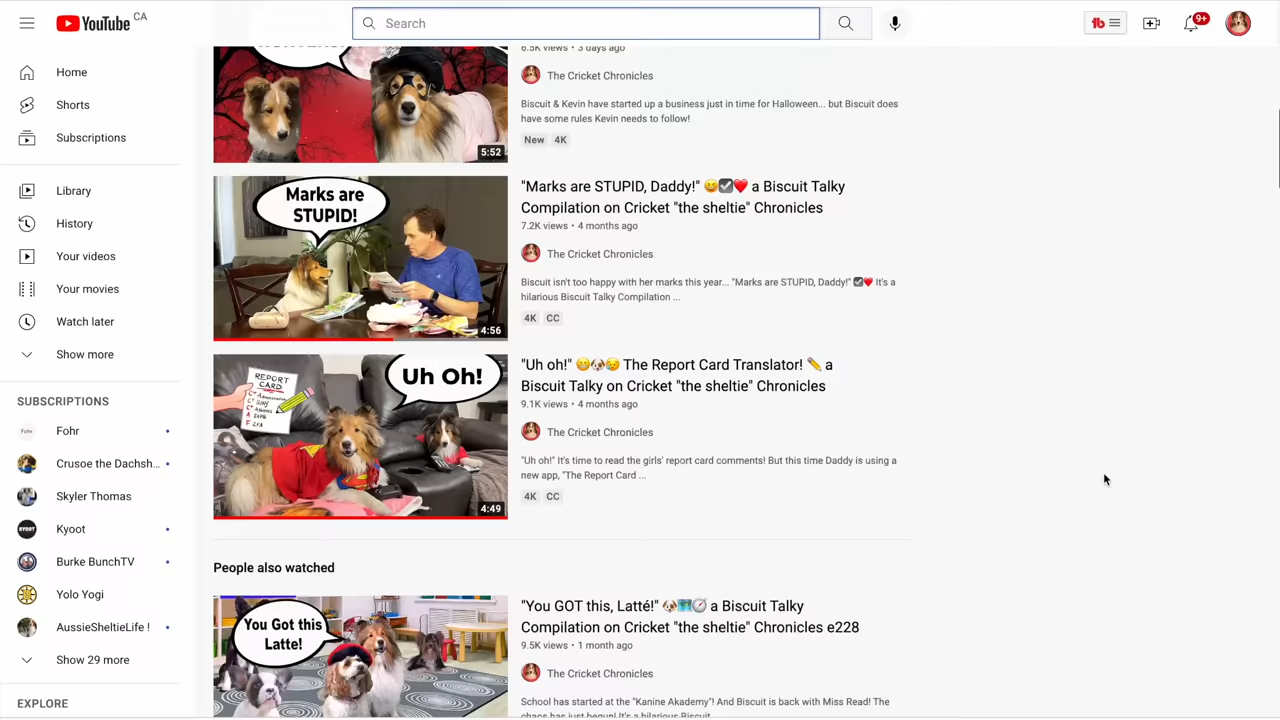 YouTube CA
Search
9+
Home
Shorts
Subscriptions
Library
History
Your videos
Your movies
Watch later
Show more
SUBSCRIPTIONS
Fohr
Crusoe the Dachsh...
Skyler Thomas
Kyoot
Burke BunchTV
Yolo Yogi
AussieSheltieLife !
Show 29 more
EXPLORE
5:52
6.5K views • 3 days ago
The Cricket Chronicles
Biscuit & Kevin have started up a business just in time for Halloween... but Biscuit does
have some rules Kevin needs to follow!
New 4K
Marks are
STUPID!
4:56
"Marks are STUPID, Daddy!" 😆☑️❤️ a Biscuit Talky
Compilation on Cricket "the sheltie" Chronicles
7.2K views • 4 months ago
The Cricket Chronicles
Biscuit isn't too happy with her marks this year... "Marks are STUPID, Daddy!" ☑️❤️ It's a
hilarious Biscuit Talky Compilation ...
4K CC
REPORT
CARD
Uh Oh!
4:49
"Uh oh!" 😬🐶😥 The Report Card Translator! ✏️ a
Biscuit Talky on Cricket "the sheltie" Chronicles
9.1K views • 4 months ago
The Cricket Chronicles
"Uh oh!" It's time to read the girls' report card comments! But this time Daddy is using a
new app, "The Report Card ...
4K CC
People also watched
You Got this
Latte!
"You GOT this, Latté!" 🐶🗺️🧭 a Biscuit Talky
Compilation on Cricket "the sheltie" Chronicles e228
9.5K views • 1 month ago
The Cricket Chronicles
School has started at the "Kanine Akademy"! And Biscuit is back with Miss Read! The
chaos has just begun! It's a hilarious Biscuit